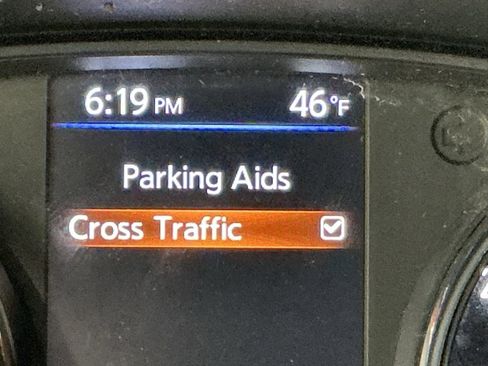 6:19 PM 46°F
Parking Aids
Cross Traffic